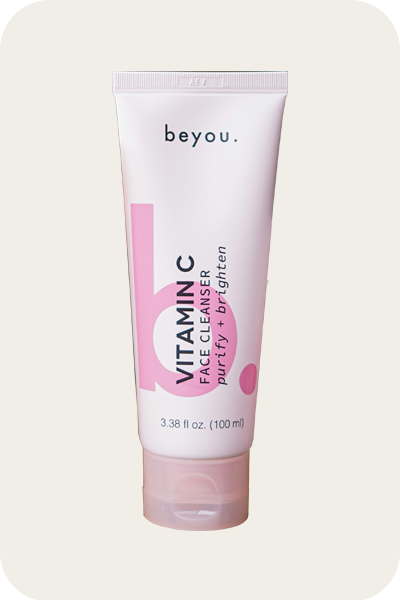 beyou.
b.
VITAMIN C
FACE CLEANSER
purify + brighten
3.38 fl oz. (100 ml)